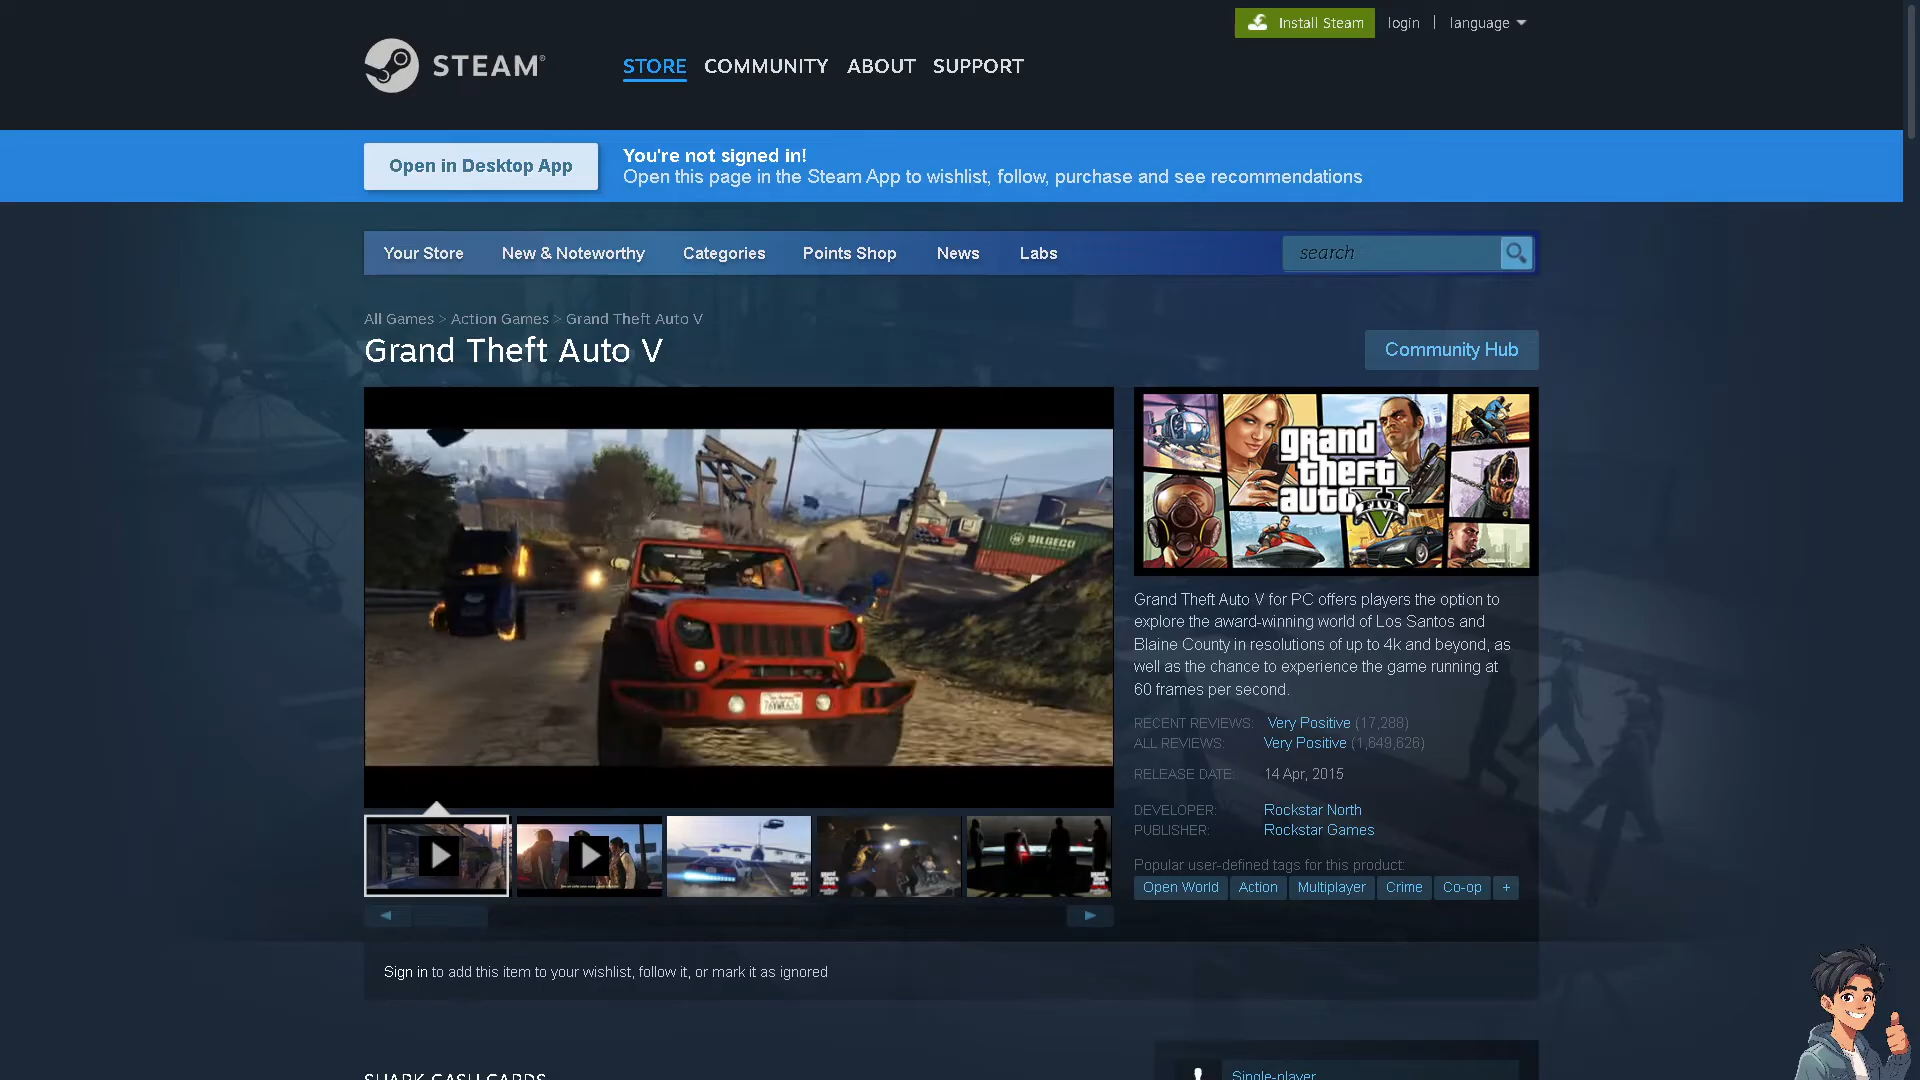 Install Steam
login
language
STEAM®
STORE
COMMUNITY
ABOUT
SUPPORT
Open in Desktop App
You're not signed in!
Open this page in the Steam App to wishlist, follow, purchase and see recommendations
Your Store
New & Noteworthy
Categories
Points Shop
News
Labs
search
All Games > Action Games > Grand Theft Auto V
Grand Theft Auto V
Community Hub
BILGECO
grand
theft
auto
FIVE
Grand Theft Auto V for PC offers players the option to
explore the award-winning world of Los Santos and
Blaine County in resolutions of up to 4k and beyond, as
well as the chance to experience the game running at
60 frames per second.
RECENT REVIEWS: Very Positive (17,288)
ALL REVIEWS: Very Positive (1,649,626)
RELEASE DATE: 14 Apr, 2015
DEVELOPER: Rockstar North
PUBLISHER: Rockstar Games
Popular user-defined tags for this product:
Open World
Action
Multiplayer
Crime
Co-op
+
Sign in to add this item to your wishlist, follow it, or mark it as ignored
SHARK CASH CARDS
Single-player